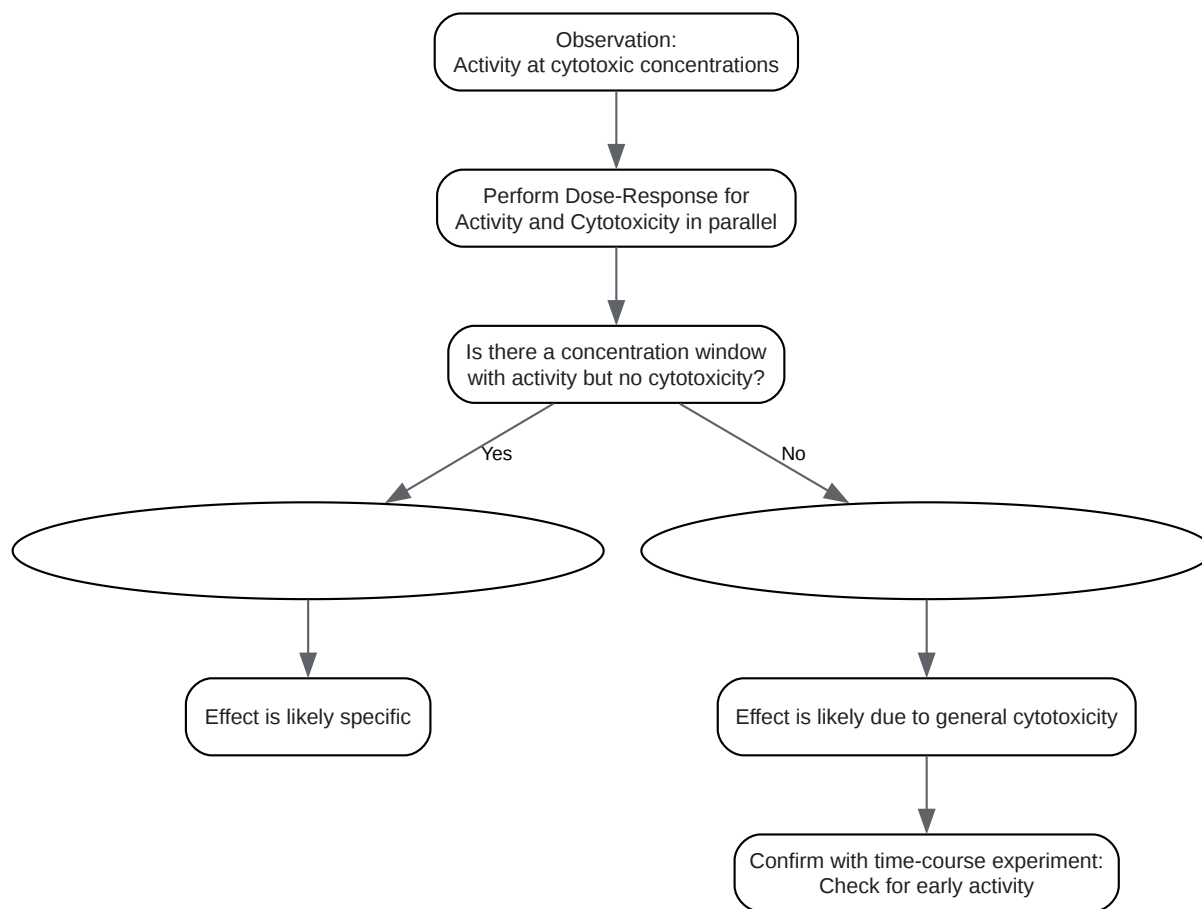 Observation:
Activity at cytotoxic concentrations
Perform Dose-Response for
Activity and Cytotoxicity in parallel
Is there a concentration window
with activity but no cytotoxicity?
Yes
No
Effect is likely specific
Effect is likely due to general cytotoxicity
Confirm with time-course experiment:
Check for early activity